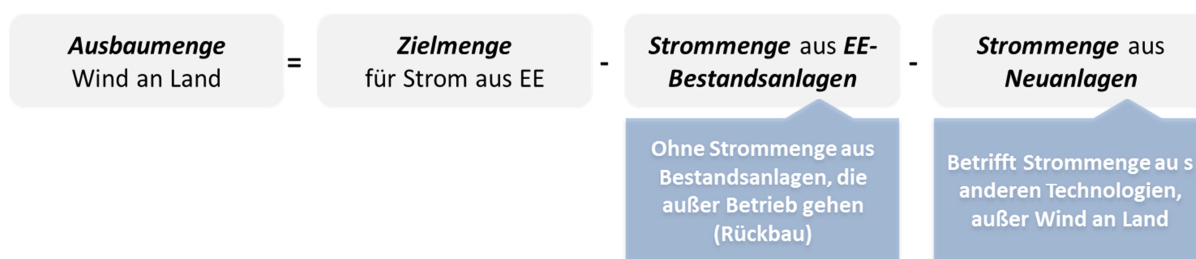 Ausbaumenge
Wind an Land
=
Zielmenge
für Strom aus EE
-
Strommenge aus EE-
Bestandsanlagen
-
Strommenge aus
Neuanlagen
Ohne Strommenge aus
Bestandsanlagen, die
außer Betrieb gehen
(Rückbau)
Betrifft Strommenge au s
anderen Technologien,
außer Wind an Land